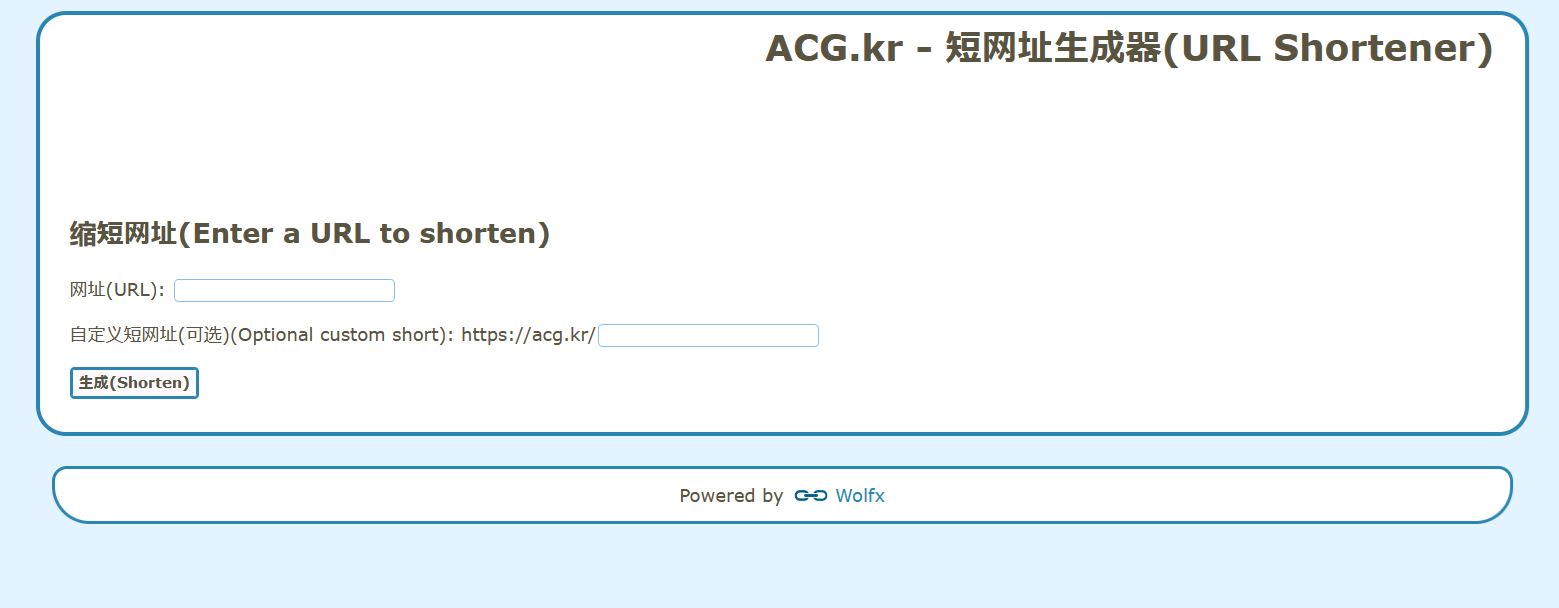 ACG.kr – 短网址生成器(URL Shortener)
缩短网址(Enter a URL to shorten)
网址(URL):
自定义短网址(可选)(Optional custom short): https://acg.kr/
生成(Shorten)
Powered by Wolfx